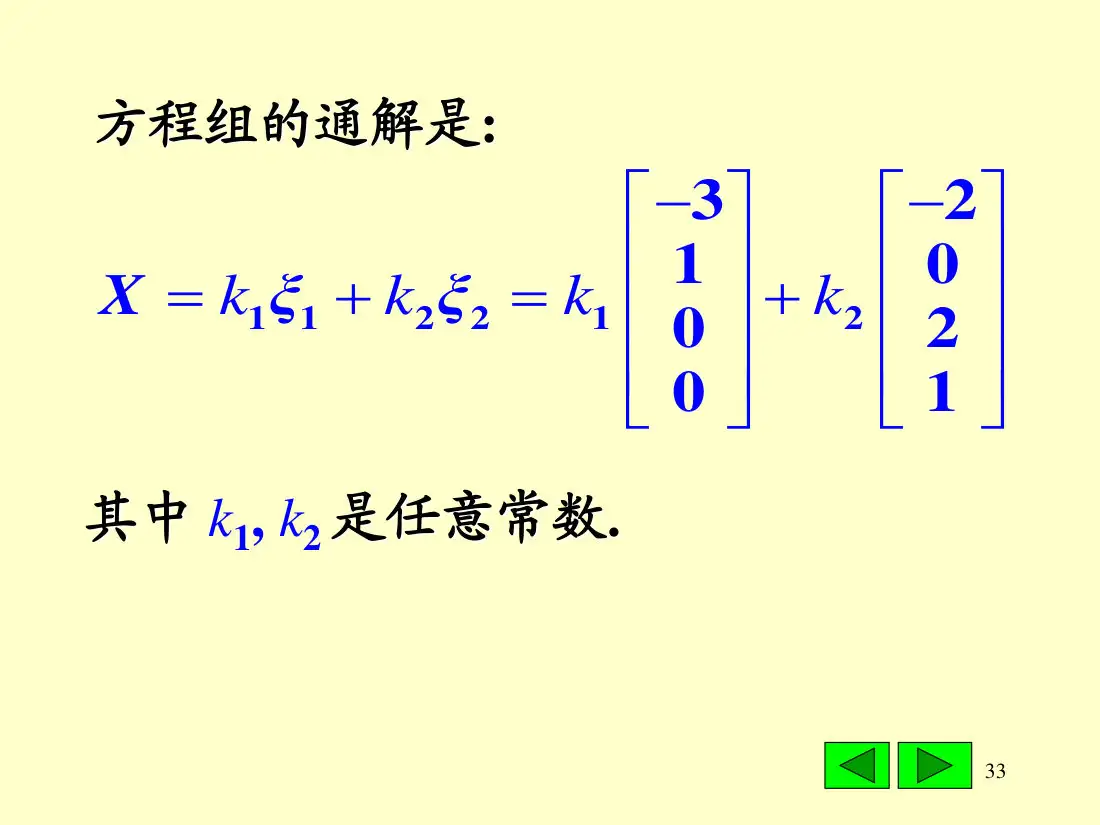 方程组的通解是:
X = k₁ξ₁ + k₂ξ₂ = k₁ [−3 1 0 0] + k₂ [−2 0 2 1]
其中 k₁, k₂ 是任意常数.
33